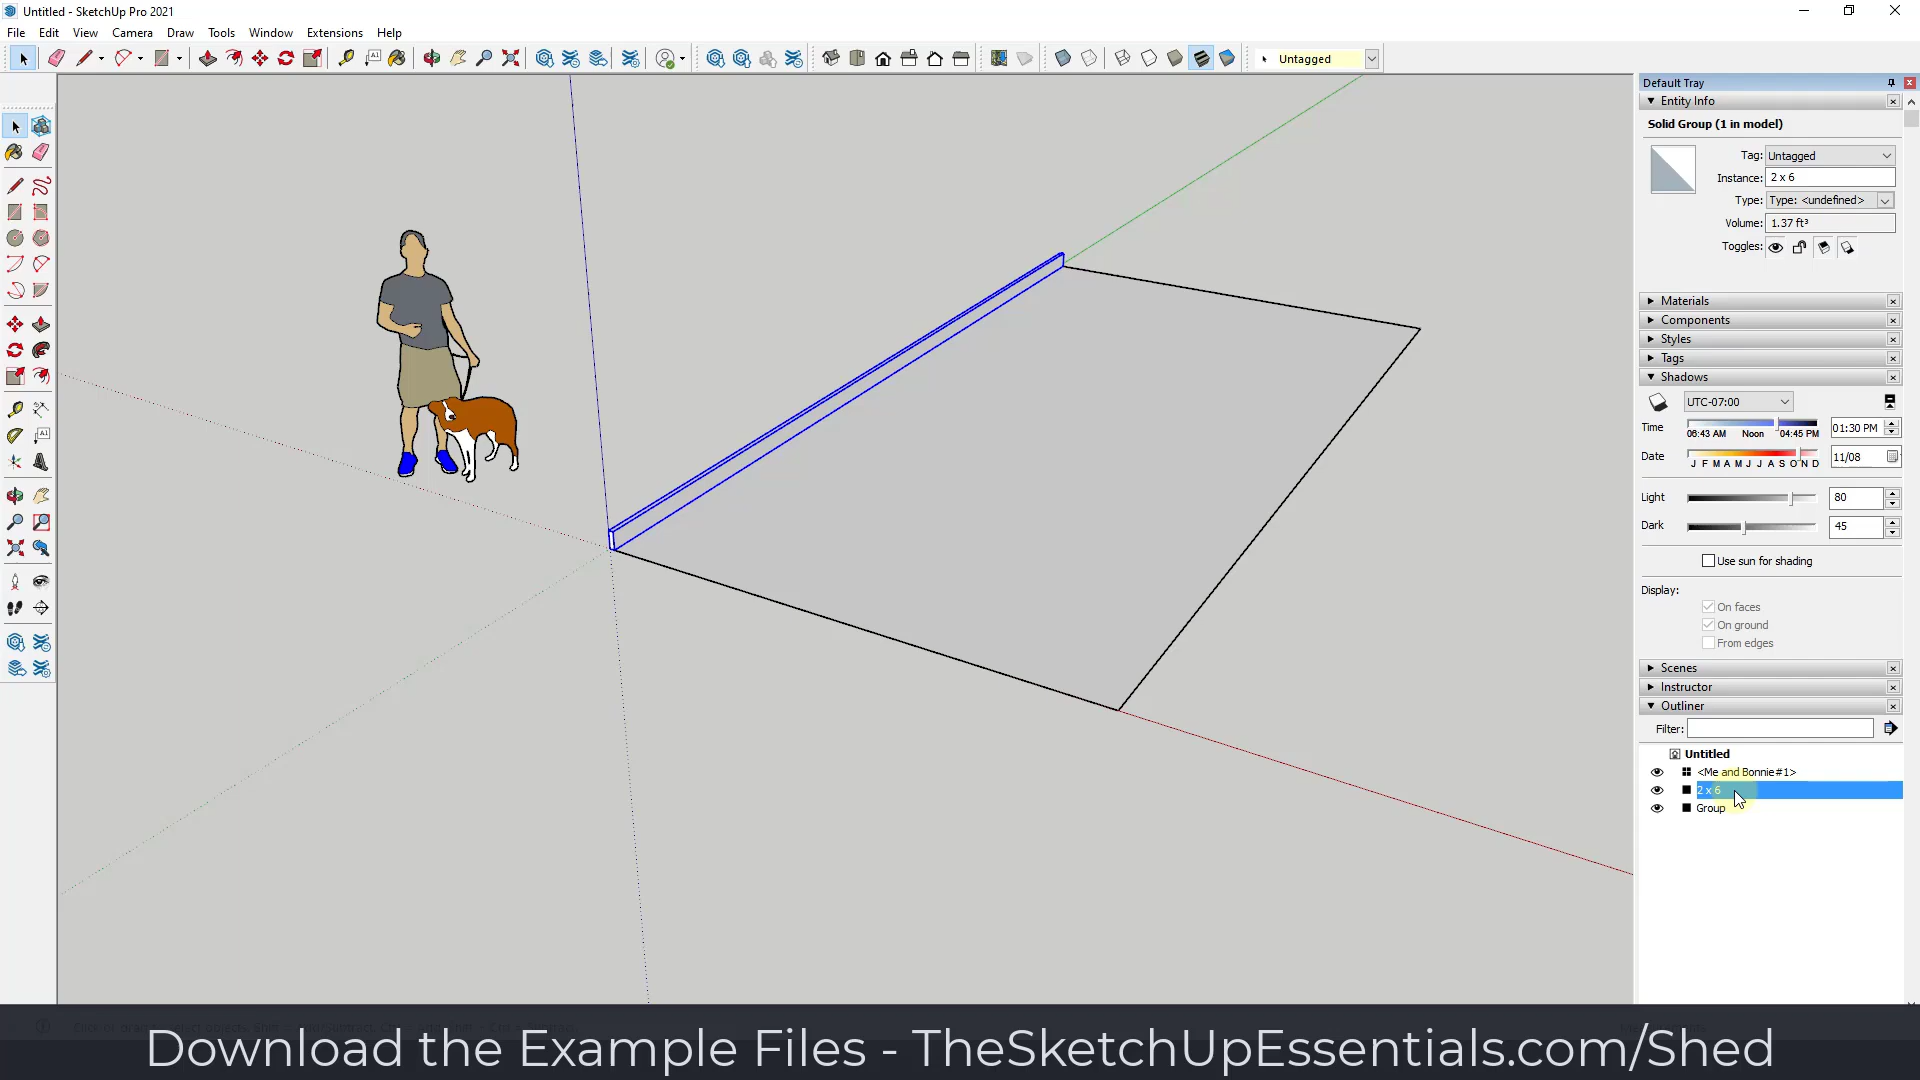 Untitled - SketchUp Pro 2021
File Edit View Camera Draw Tools Window Extensions Help
Untagged
Default Tray
Entity Info
Solid Group (1 in model)
Tag: Untagged
Instance: 2 x 6
Type: Type: <undefined>
Volume: 1.37 ft³
Toggles:
Materials
Components
Styles
Tags
Shadows
UTC-07:00
Time 06:43 AM Noon 04:45 PM 01:30 PM
Date J F M A M J J A S O N D 11/08
Light 80
Dark 45
Use sun for shading
Display:
On faces
On ground
From edges
Scenes
Instructor
Outliner
Filter:
Untitled
<Me and Bonnie#1>
2 x 6
Group
Download the Example Files - TheSketchUpEssentials.com/Shed